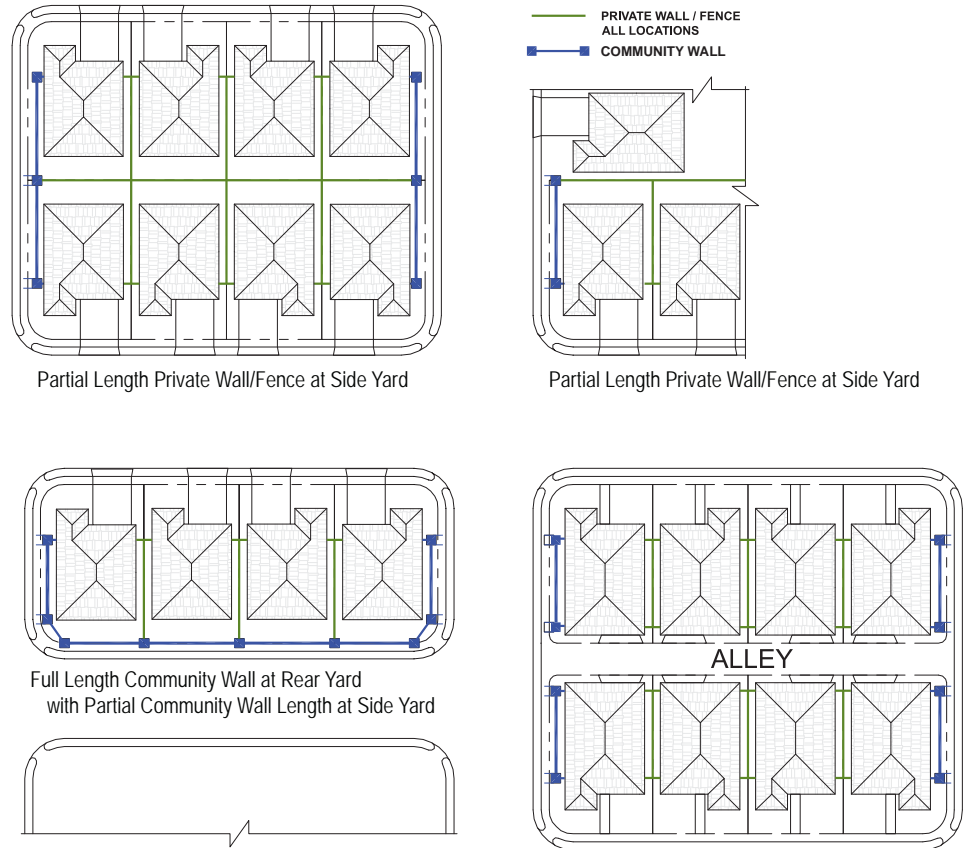 PRIVATE WALL / FENCE
ALL LOCATIONS
COMMUNITY WALL
Partial Length Private Wall/Fence at Side Yard
Partial Length Private Wall/Fence at Side Yard
Full Length Community Wall at Rear Yard
with Partial Community Wall Length at Side Yard
ALLEY